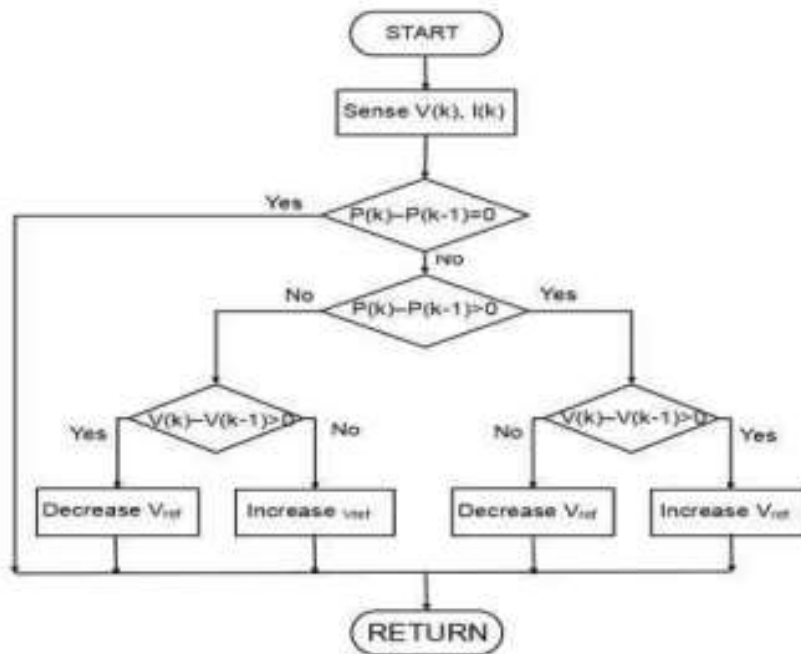 START
Sense V(k), I(k)
Yes
P(k)–P(k-1)=0
No
No
P(k)–P(k-1)>0
Yes
V(k)–V(k-1)>0
V(k)–V(k-1)>0
Yes
No
No
Yes
Decrease Vref
Increase Vref
Decrease Vref
Increase Vref
RETURN